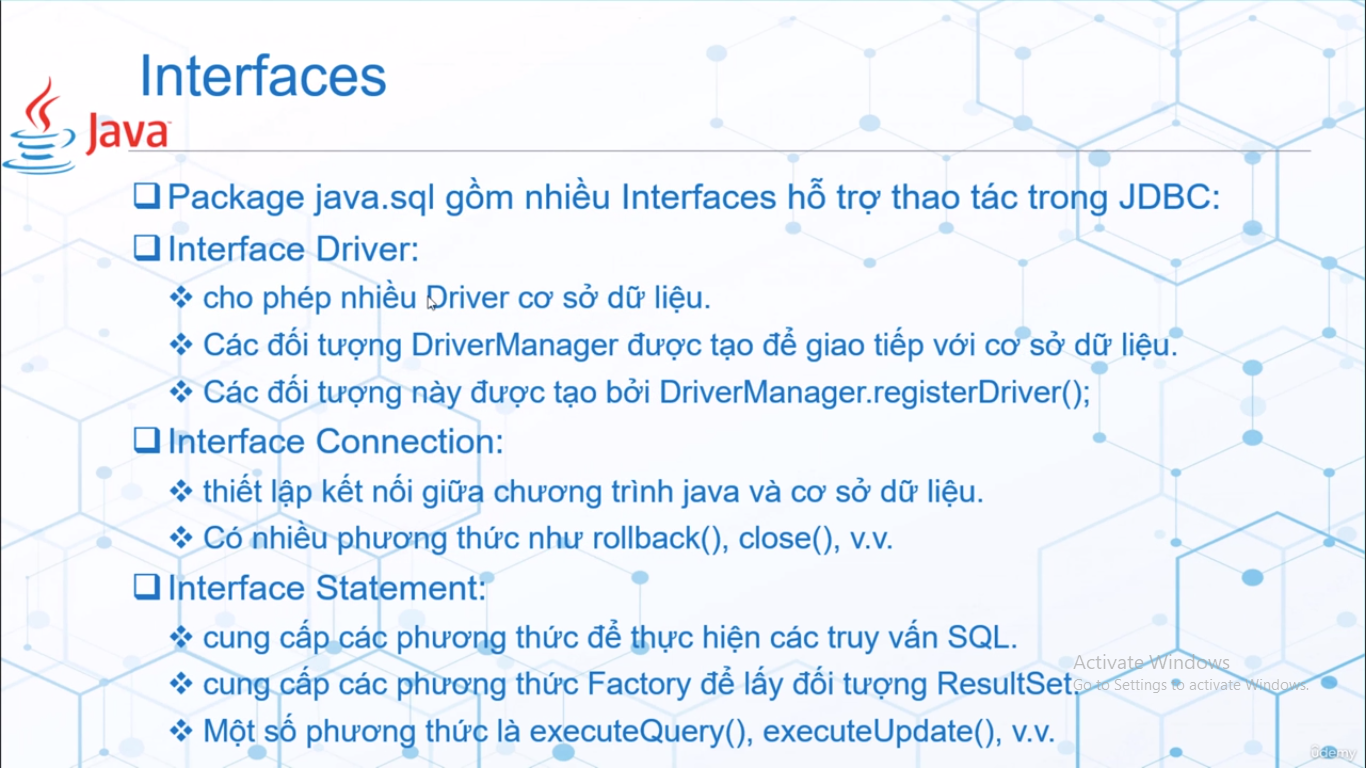 Interfaces
Java
Package java.sql gồm nhiều Interfaces hỗ trợ thao tác trong JDBC:
Interface Driver:
cho phép nhiều Driver cơ sở dữ liệu.
Các đối tượng DriverManager được tạo để giao tiếp với cơ sở dữ liệu.
Các đối tượng này được tạo bởi DriverManager.registerDriver();
Interface Connection:
thiết lập kết nối giữa chương trình java và cơ sở dữ liệu.
Có nhiều phương thức như rollback(), close(), v.v.
Interface Statement:
cung cấp các phương thức để thực hiện các truy vấn SQL.
Activate Windows
cung cấp các phương thức Factory để lấy đối tượng ResultSet.
Go to Settings to activate Windows.
Một số phương thức là executeQuery(), executeUpdate(), v.v.
ûdemy